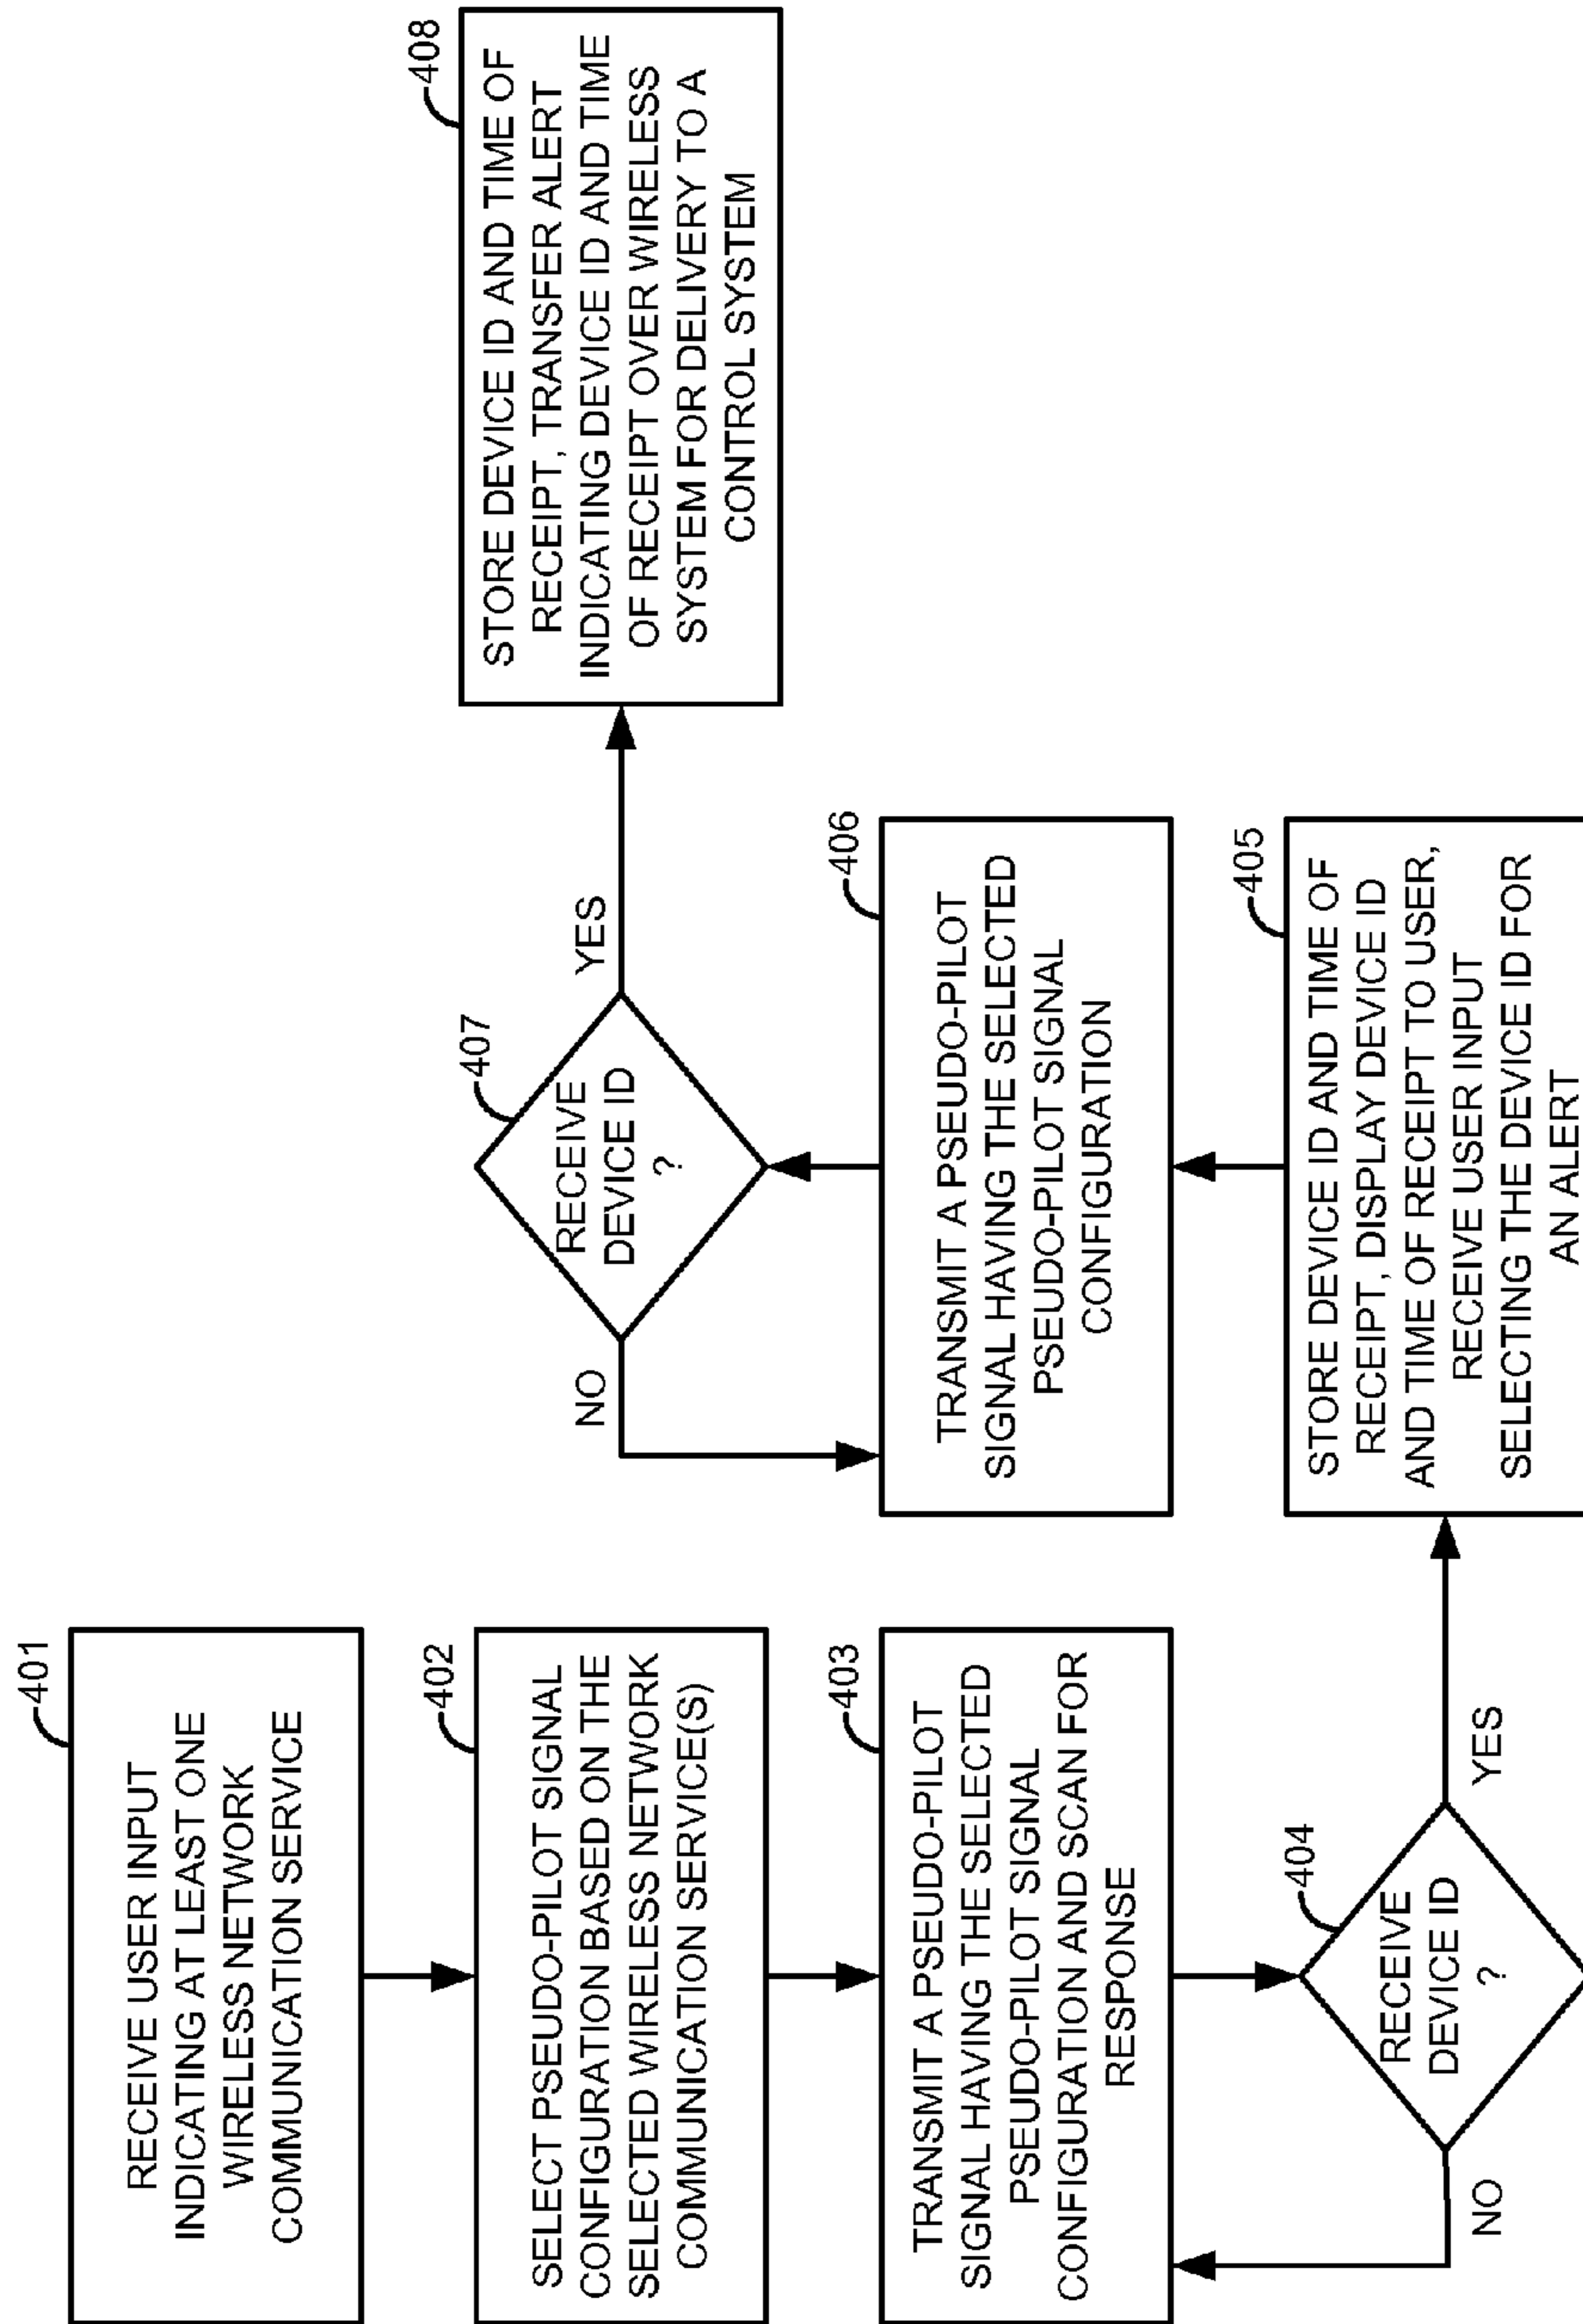 401
RECEIVE USER INPUT
INDICATING AT LEAST ONE
WIRELESS NETWORK
COMMUNICATION SERVICE
402
SELECT PSEUDO-PILOT SIGNAL
CONFIGURATION BASED ON THE
SELECTED WIRELESS NETWORK
COMMUNICATION SERVICE(S)
403
TRANSMIT A PSEUDO-PILOT
SIGNAL HAVING THE SELECTED
PSEUDO-PILOT SIGNAL
CONFIGURATION AND SCAN FOR
RESPONSE
404
RECEIVE
DEVICE ID
?
NO
YES
405
STORE DEVICE ID AND TIME OF
RECEIPT, DISPLAY DEVICE ID
AND TIME OF RECEIPT TO USER,
RECEIVE USER INPUT
SELECTING THE DEVICE ID FOR
AN ALERT
406
TRANSMIT A PSEUDO-PILOT
SIGNAL HAVING THE SELECTED
PSEUDO-PILOT SIGNAL
CONFIGURATION
407
RECEIVE
DEVICE ID
?
NO
YES
408
STORE DEVICE ID AND TIME OF
RECEIPT, TRANSFER ALERT
INDICATING DEVICE ID AND TIME
OF RECEIPT OVER WIRELESS
SYSTEM FOR DELIVERY TO A
CONTROL SYSTEM